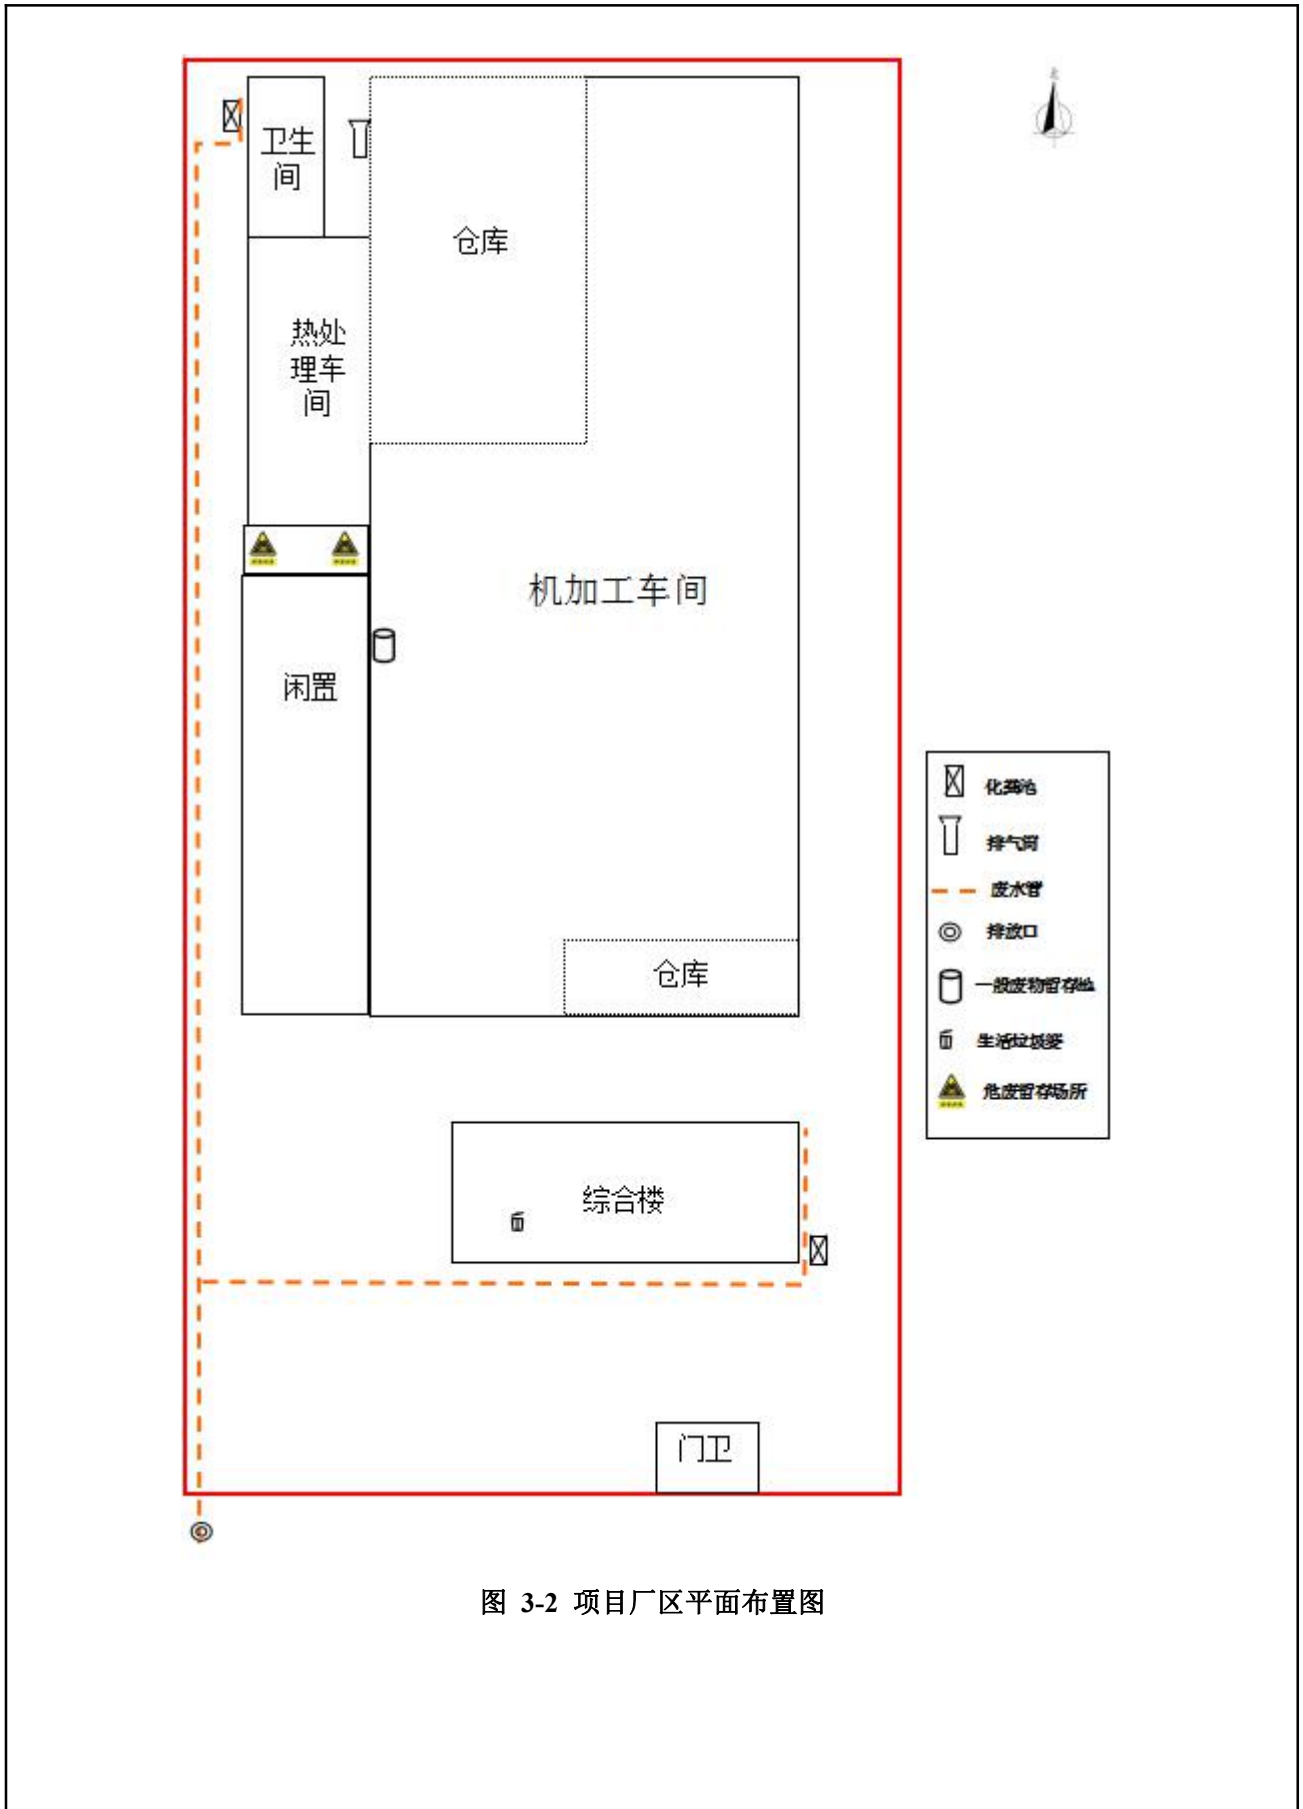 北
卫生
间
仓库
热处
理车
间
机加工车间
闲置
化粪池
排气筒
废水管
排放口
仓库
一般废物暂存地
生活垃圾篓
危废暂存场所
综合楼
门卫
图 3-2 项目厂区平面布置图